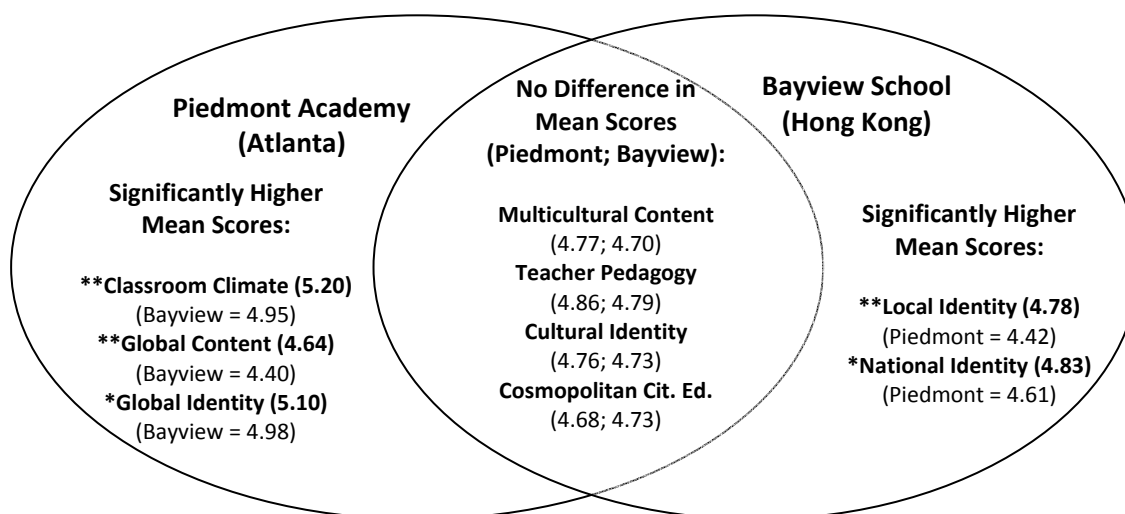 Piedmont Academy
(Atlanta)
Significantly Higher
Mean Scores:
**Classroom Climate (5.20)
(Bayview = 4.95)
**Global Content (4.64)
(Bayview = 4.40)
*Global Identity (5.10)
(Bayview = 4.98)
No Difference in
Mean Scores
(Piedmont; Bayview):
Multicultural Content
(4.77; 4.70)
Teacher Pedagogy
(4.86; 4.79)
Cultural Identity
(4.76; 4.73)
Cosmopolitan Cit. Ed.
(4.68; 4.73)
Bayview School
(Hong Kong)
Significantly Higher
Mean Scores:
**Local Identity (4.78)
(Piedmont = 4.42)
*National Identity (4.83)
(Piedmont = 4.61)